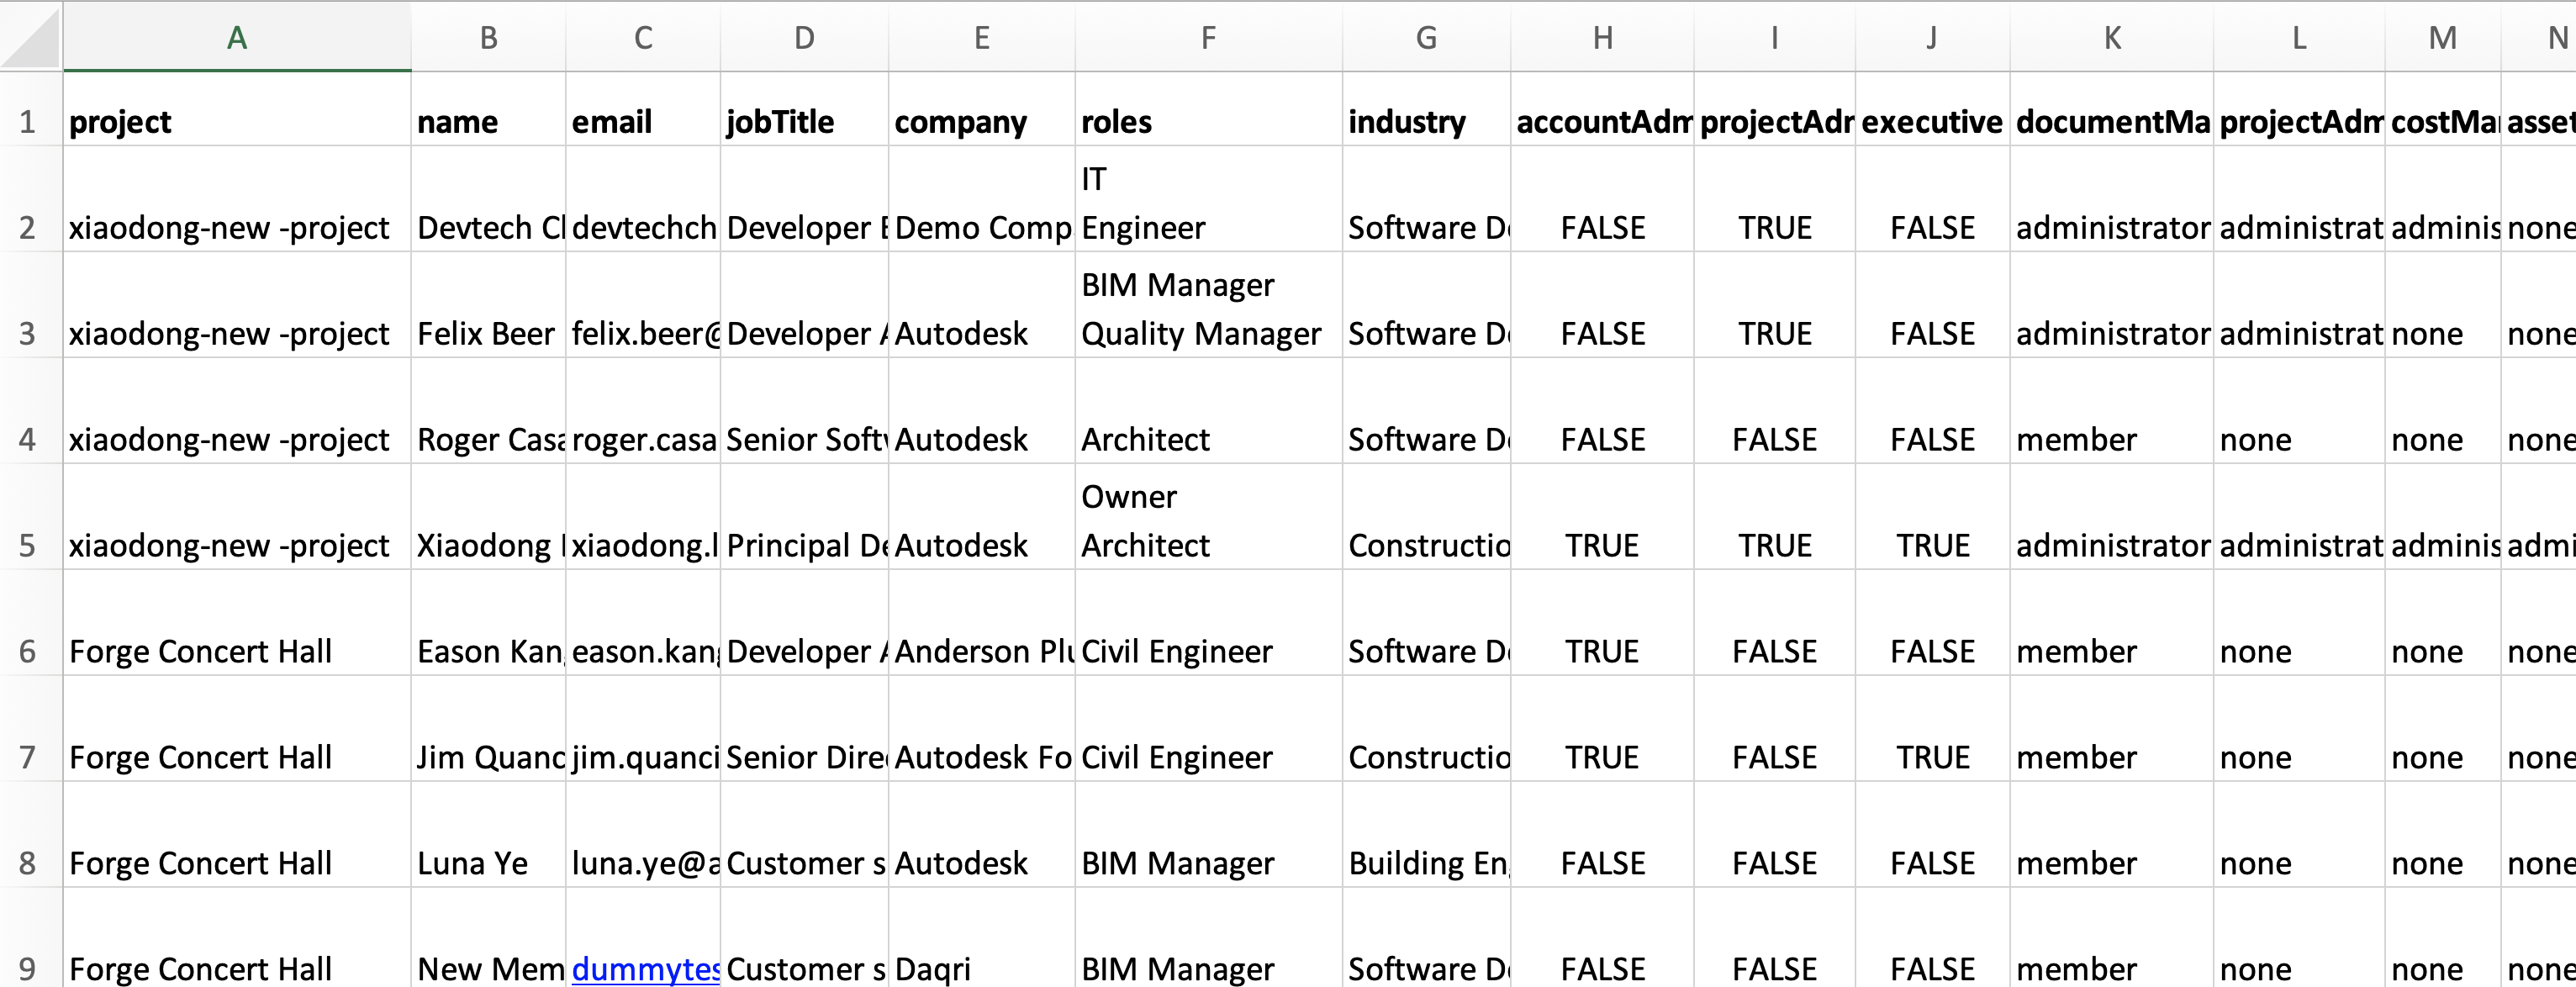 A B C D E F G H I J K L M N
1 project name email jobTitle company roles industry accountAdm projectAdm executive documentMa projectAdm costMa asset
IT
2 xiaodong-new -project Devtech Cl devtechch Developer E Demo Comp Engineer Software De FALSE TRUE FALSE administrator administrat adminis none
BIM Manager
3 xiaodong-new -project Felix Beer felix.beer@ Developer A Autodesk Quality Manager Software De FALSE TRUE FALSE administrator administrat none none
4 xiaodong-new -project Roger Casa roger.casa Senior Softw Autodesk Architect Software De FALSE FALSE FALSE member none none none
Owner
5 xiaodong-new -project Xiaodong xiaodong.l Principal De Autodesk Architect Constructio TRUE TRUE TRUE administrator administrat adminis admi
6 Forge Concert Hall Eason Kan eason.kang Developer A Anderson Plu Civil Engineer Software De TRUE FALSE FALSE member none none none
7 Forge Concert Hall Jim Quanc jim.quanci Senior Dire Autodesk Fo Civil Engineer Constructio TRUE FALSE TRUE member none none none
8 Forge Concert Hall Luna Ye luna.ye@a Customer s Autodesk BIM Manager Building Eng FALSE FALSE FALSE member none none none
9 Forge Concert Hall New Mem dummytes Customer s Daqri BIM Manager Software De FALSE FALSE FALSE member none none none